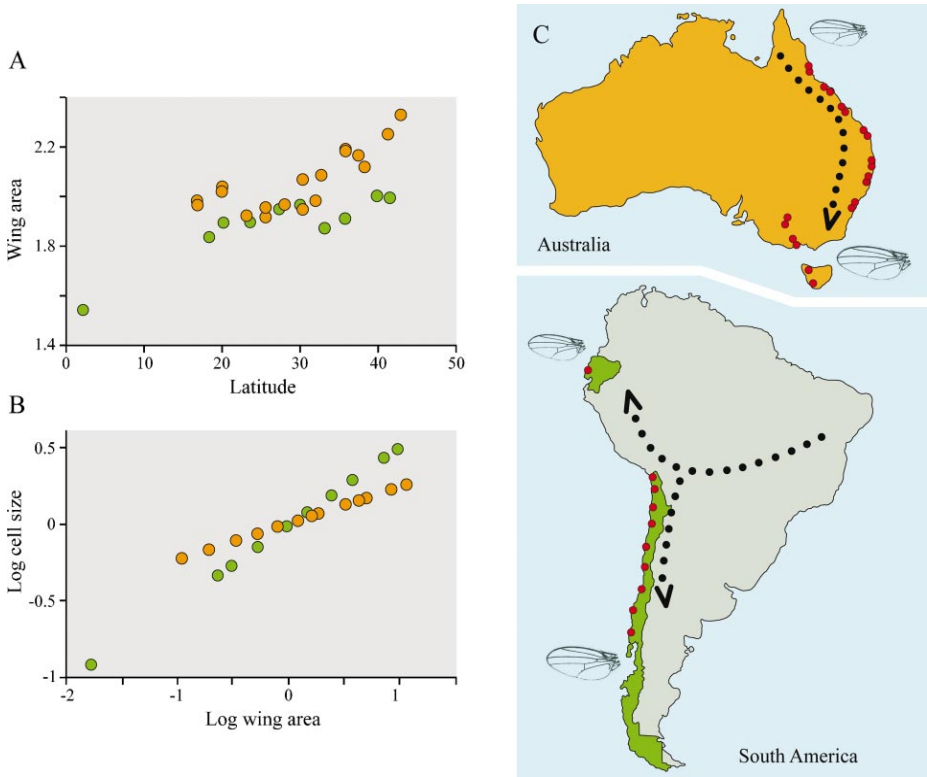 A
Wing area
2.2
1.8
1.4
0 10 20 30 40 50
Latitude
B
Log cell size
0.5
0
-0.5
-1
-2 -1 0 1
Log wing area
C
Australia
South America